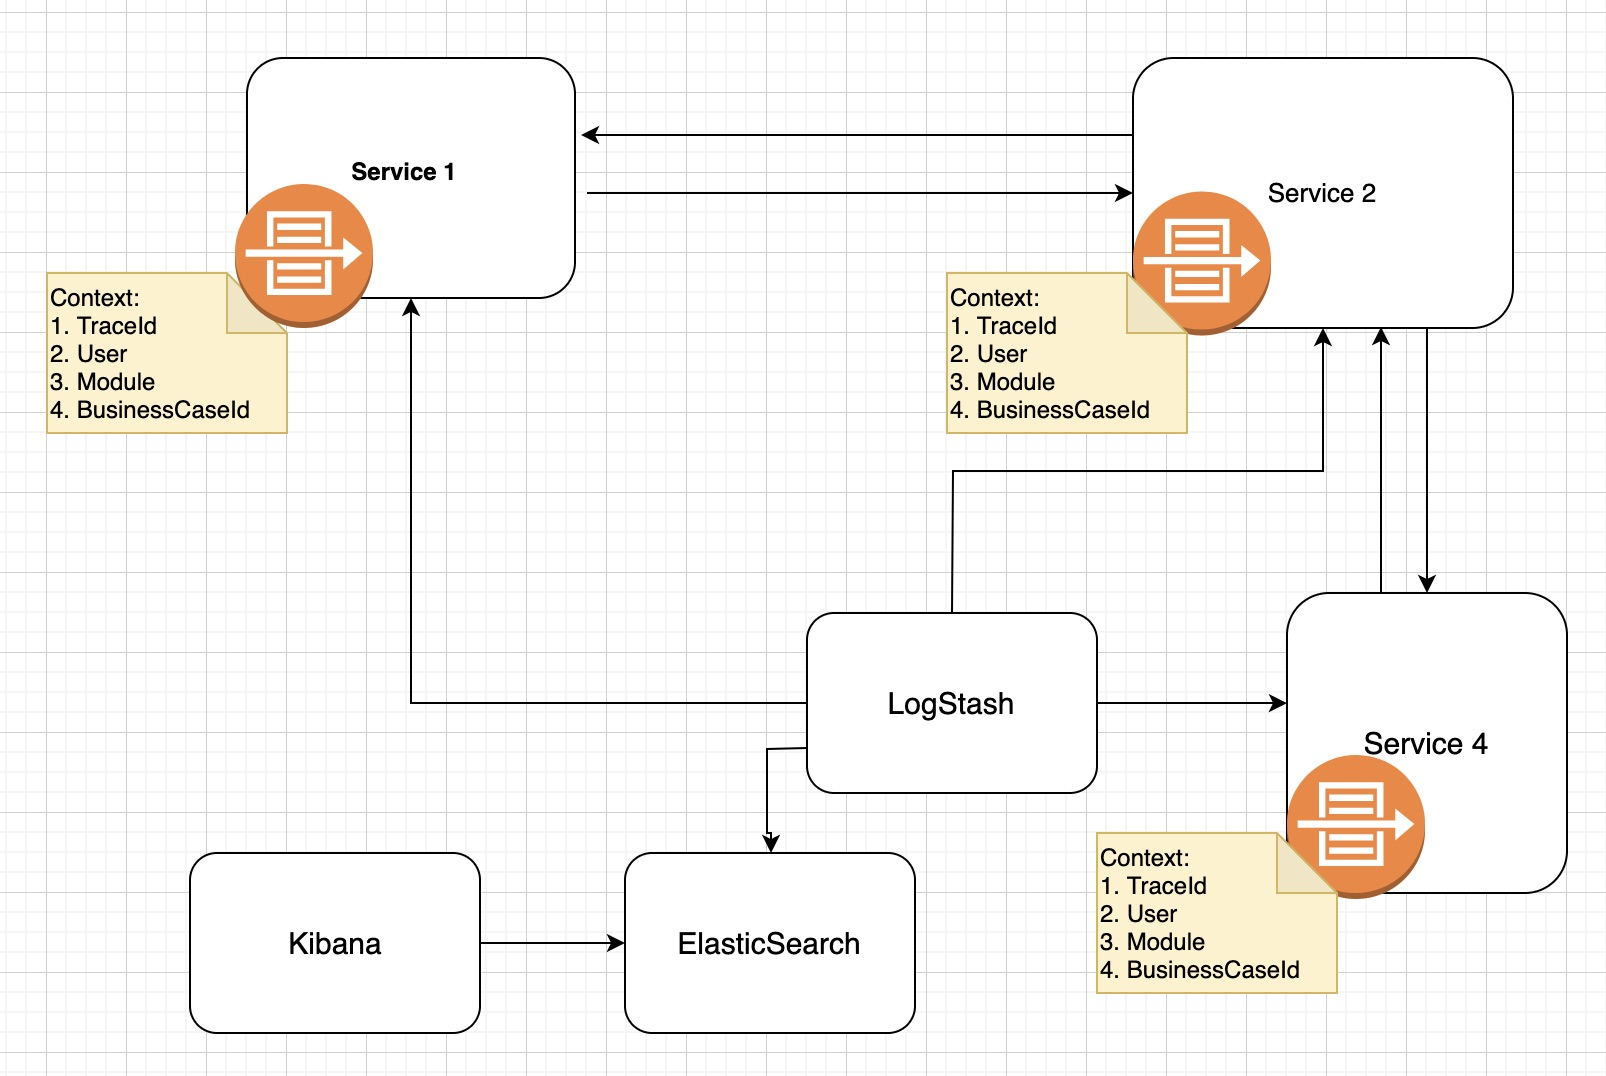 Service 1
Service 2
Context:
1. TraceId
2. User
3. Module
4. BusinessCaseId
Context:
1. TraceId
2. User
3. Module
4. BusinessCaseId
LogStash
Service 4
Context:
1. TraceId
2. User
3. Module
4. BusinessCaseId
Kibana
ElasticSearch